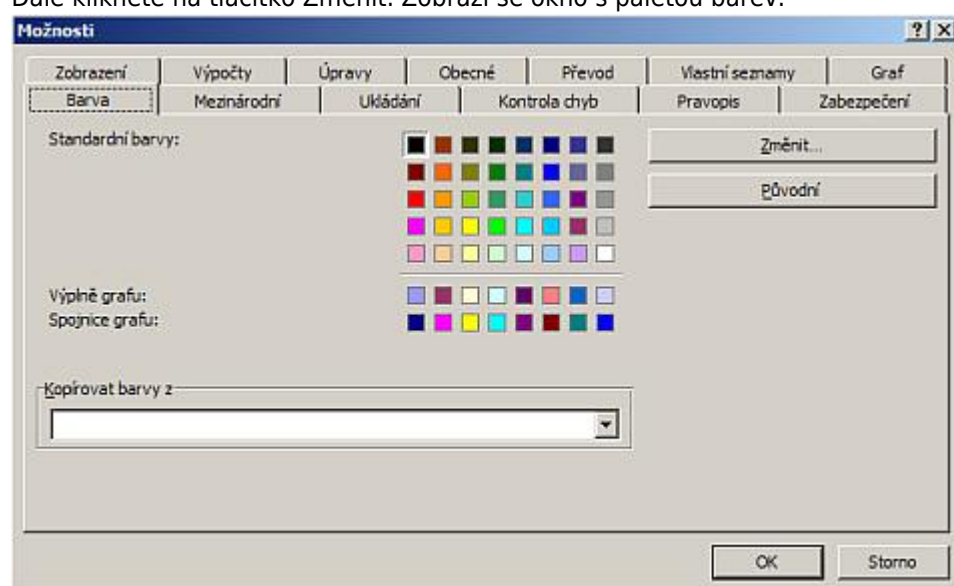 Dále klikněte na tlačítko Změnit. Zobrazí se okno s paletou barev.
Možnosti
Zobrazení Výpočty Úpravy Obecné Převod Vlastní seznamy Graf
Barva Mezinárodní Ukládání Kontrola chyb Pravopis Zabezpečení
Standardní barvy:
Změnit...
Původní
Výplně grafu:
Spojnice grafu:
Kopírovat barvy z
OK Storno